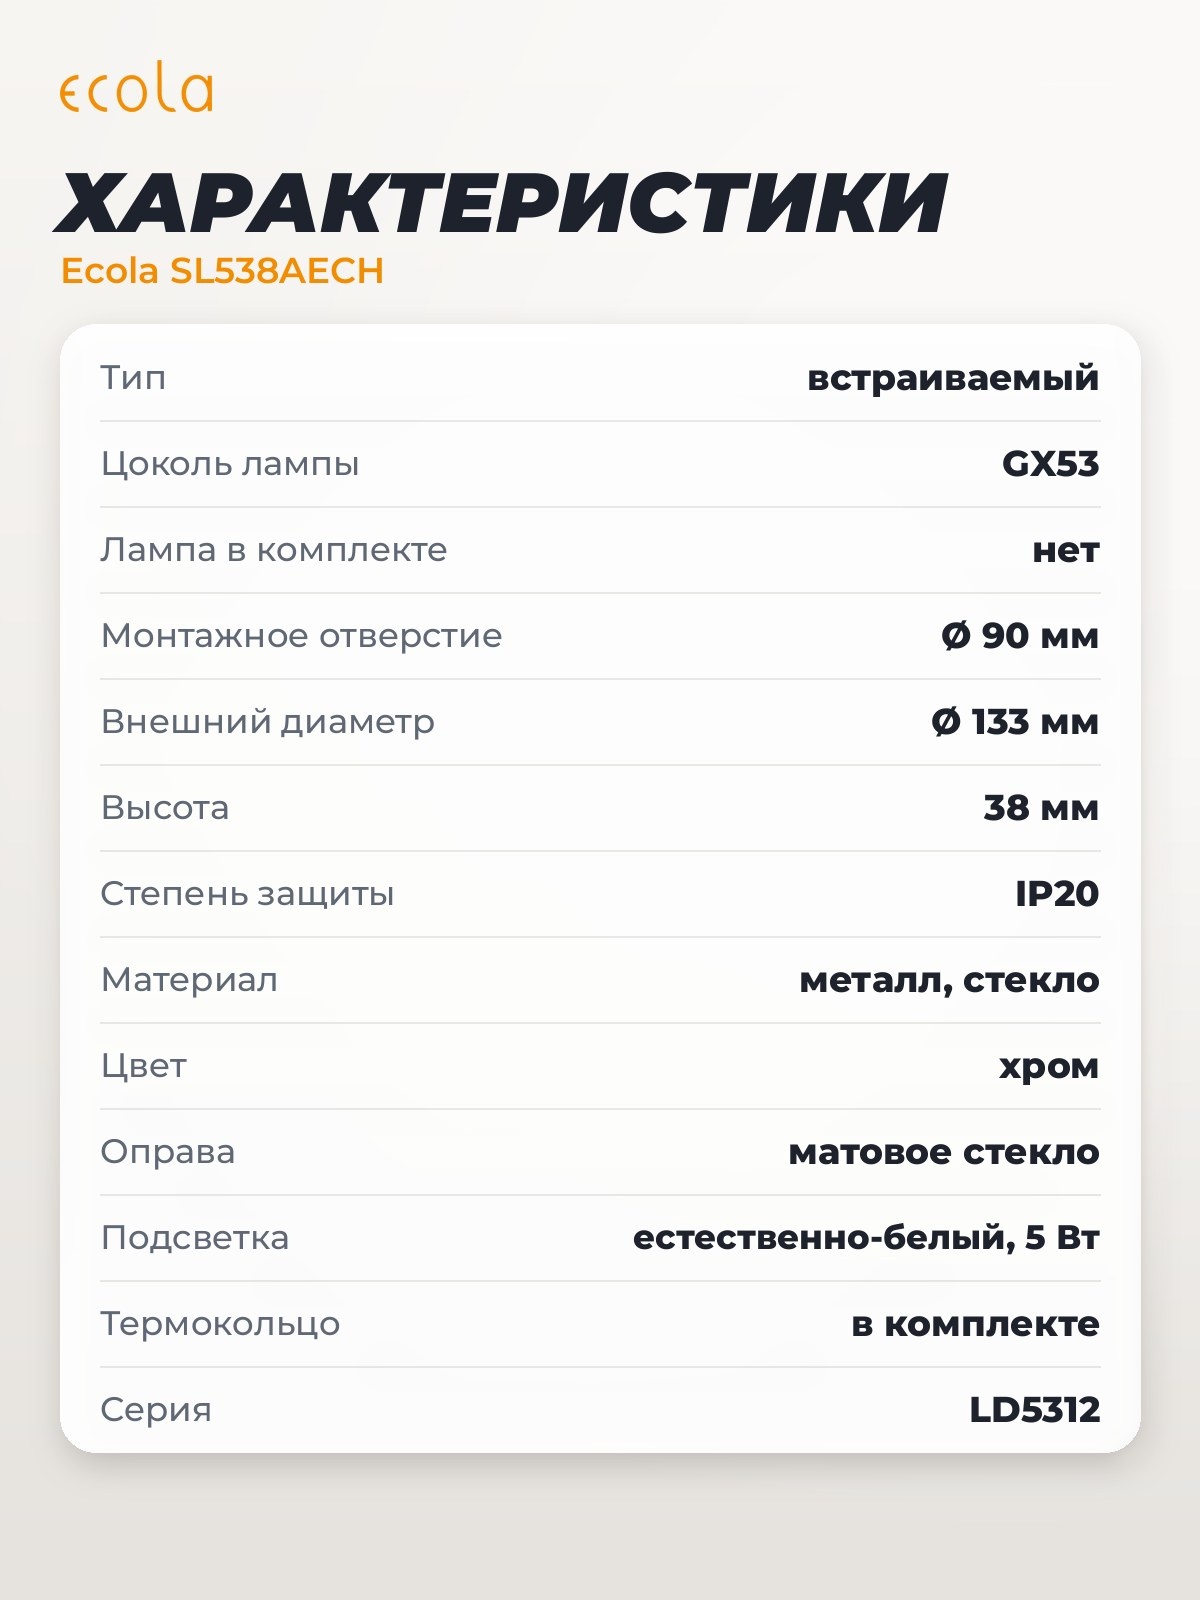 ecola
ХАРАКТЕРИСТИКИ
Ecola SL538AECH
Тип встраиваемый
Цоколь лампы GX53
Лампа в комплекте нет
Монтажное отверстие Ø 90 мм
Внешний диаметр Ø 133 мм
Высота 38 мм
Степень защиты IP20
Материал металл, стекло
Цвет хром
Оправа матовое стекло
Подсветка естественно-белый, 5 Вт
Термокольцо в комплекте
Серия LD5312